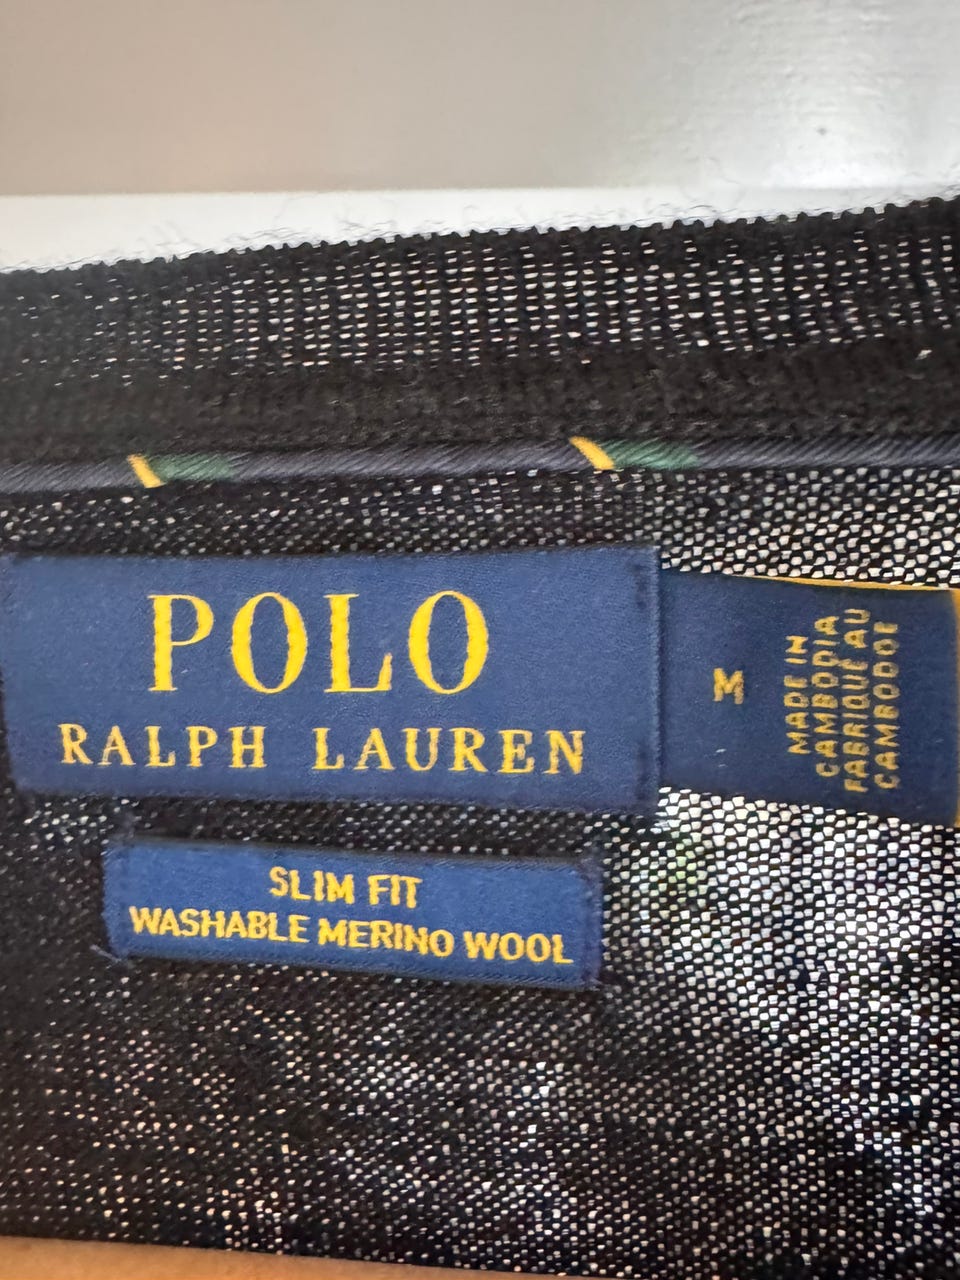 POLO
RALPH LAUREN
M
MADE IN
CAMBODIA
FABRIQUÉ AU
CAMBODGE
SLIM FIT
WASHABLE MERINO WOOL